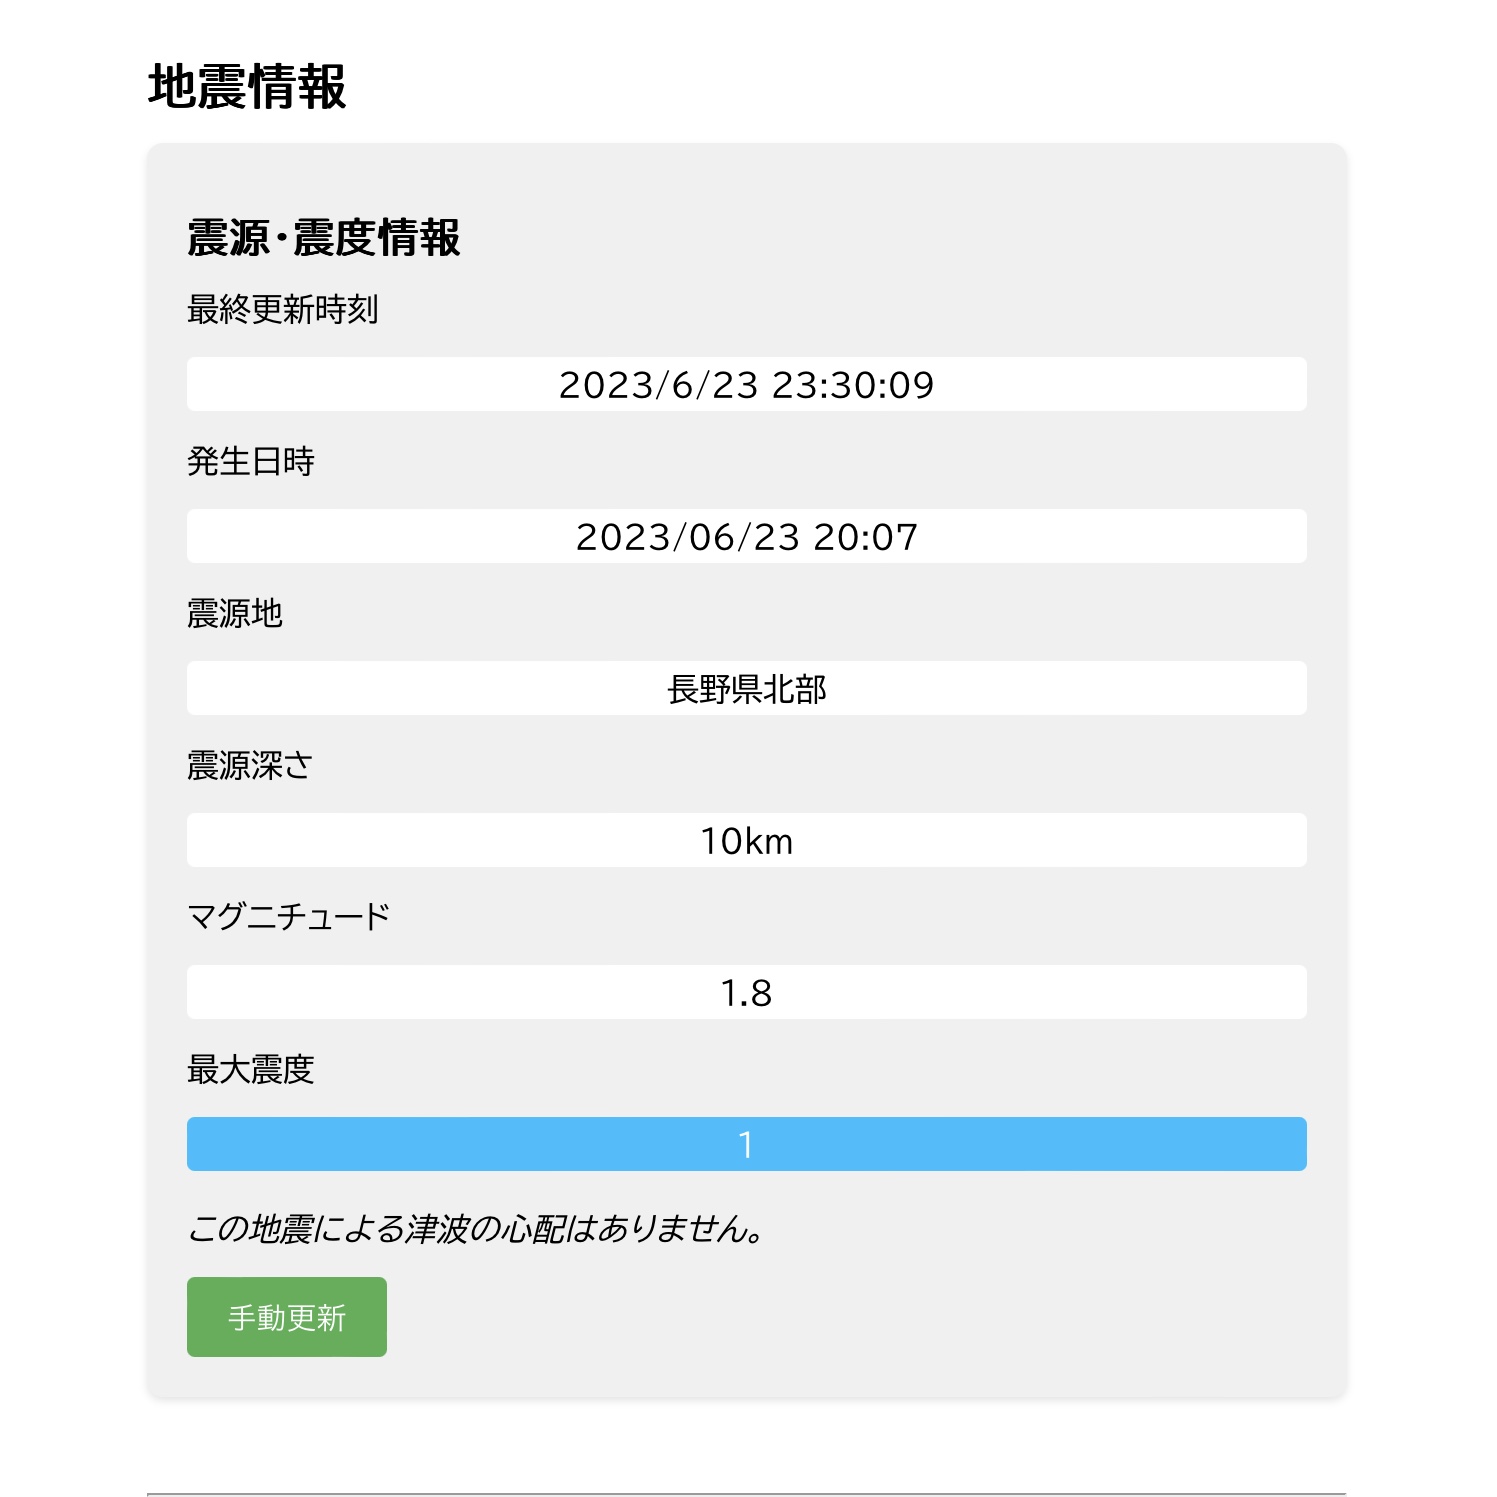 地震情報
震源・震度情報
最終更新時刻
2023/6/23 23:30:09
発生日時
2023/06/23 20:07
震源地
長野県北部
震源深さ
10km
マグニチュード
1.8
最大震度
1
この地震による津波の心配はありません。
手動更新